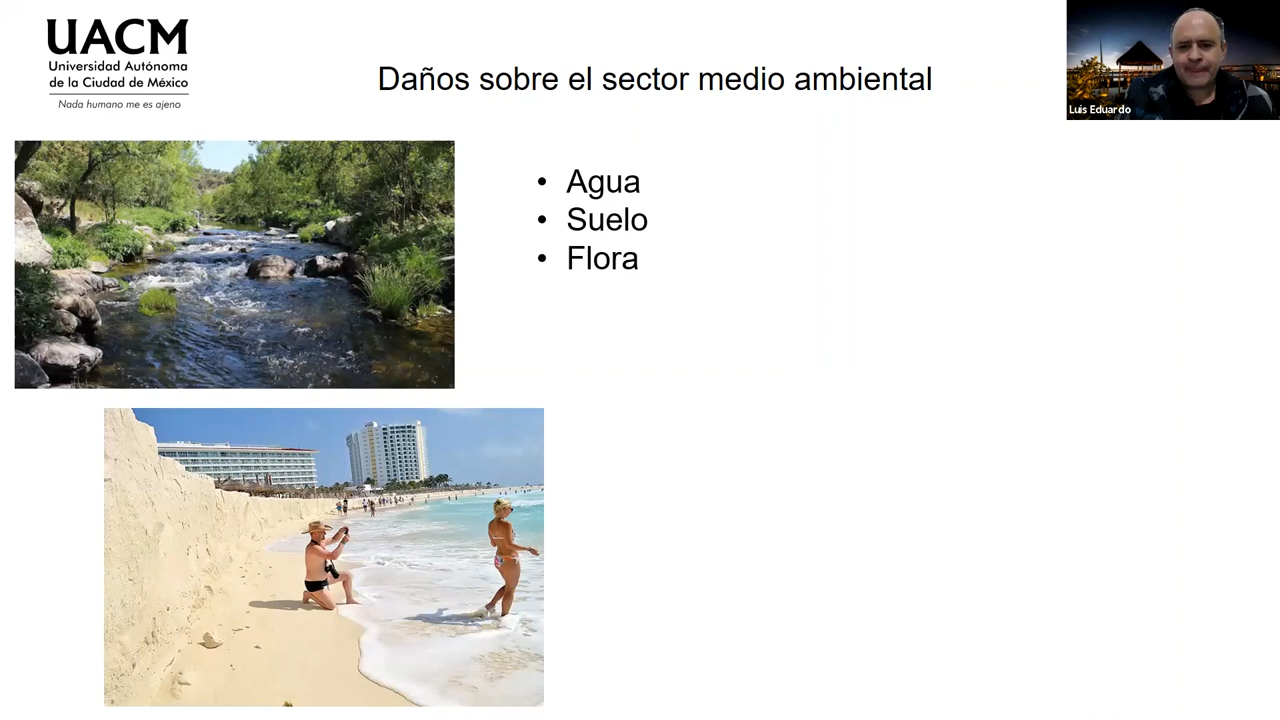 UACM
Universidad Autónoma
de la Ciudad de México
Nada humano me es ajeno
Daños sobre el sector medio ambiental
Luis Eduardo
• Agua
• Suelo
• Flora